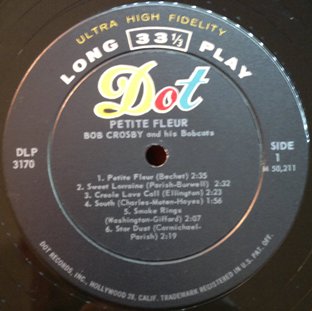 ULTRA HIGH FIDELITY
LONG 33 1/3 PLAY
Dot
PETITE FLEUR
BOB CROSBY and his Bobcats
DLP
3170
SIDE
1
M 50,211
1. Petite Fleur (Bechet) 2:35
2. Sweet Lorraine (Parish-Burwell) 2:32
3. Creole Love Call (Ellington) 2:23
4. South (Charles-Moten-Hayes) 1:56
5. Smoke Rings
(Washington-Gifford) 2:07
6. Star Dust (Carmichael-
Parish) 2:19
DOT RECORDS, INC., HOLLYWOOD 28, CALIF. TRADEMARK REGISTERED IN U.S. PAT. OFF.